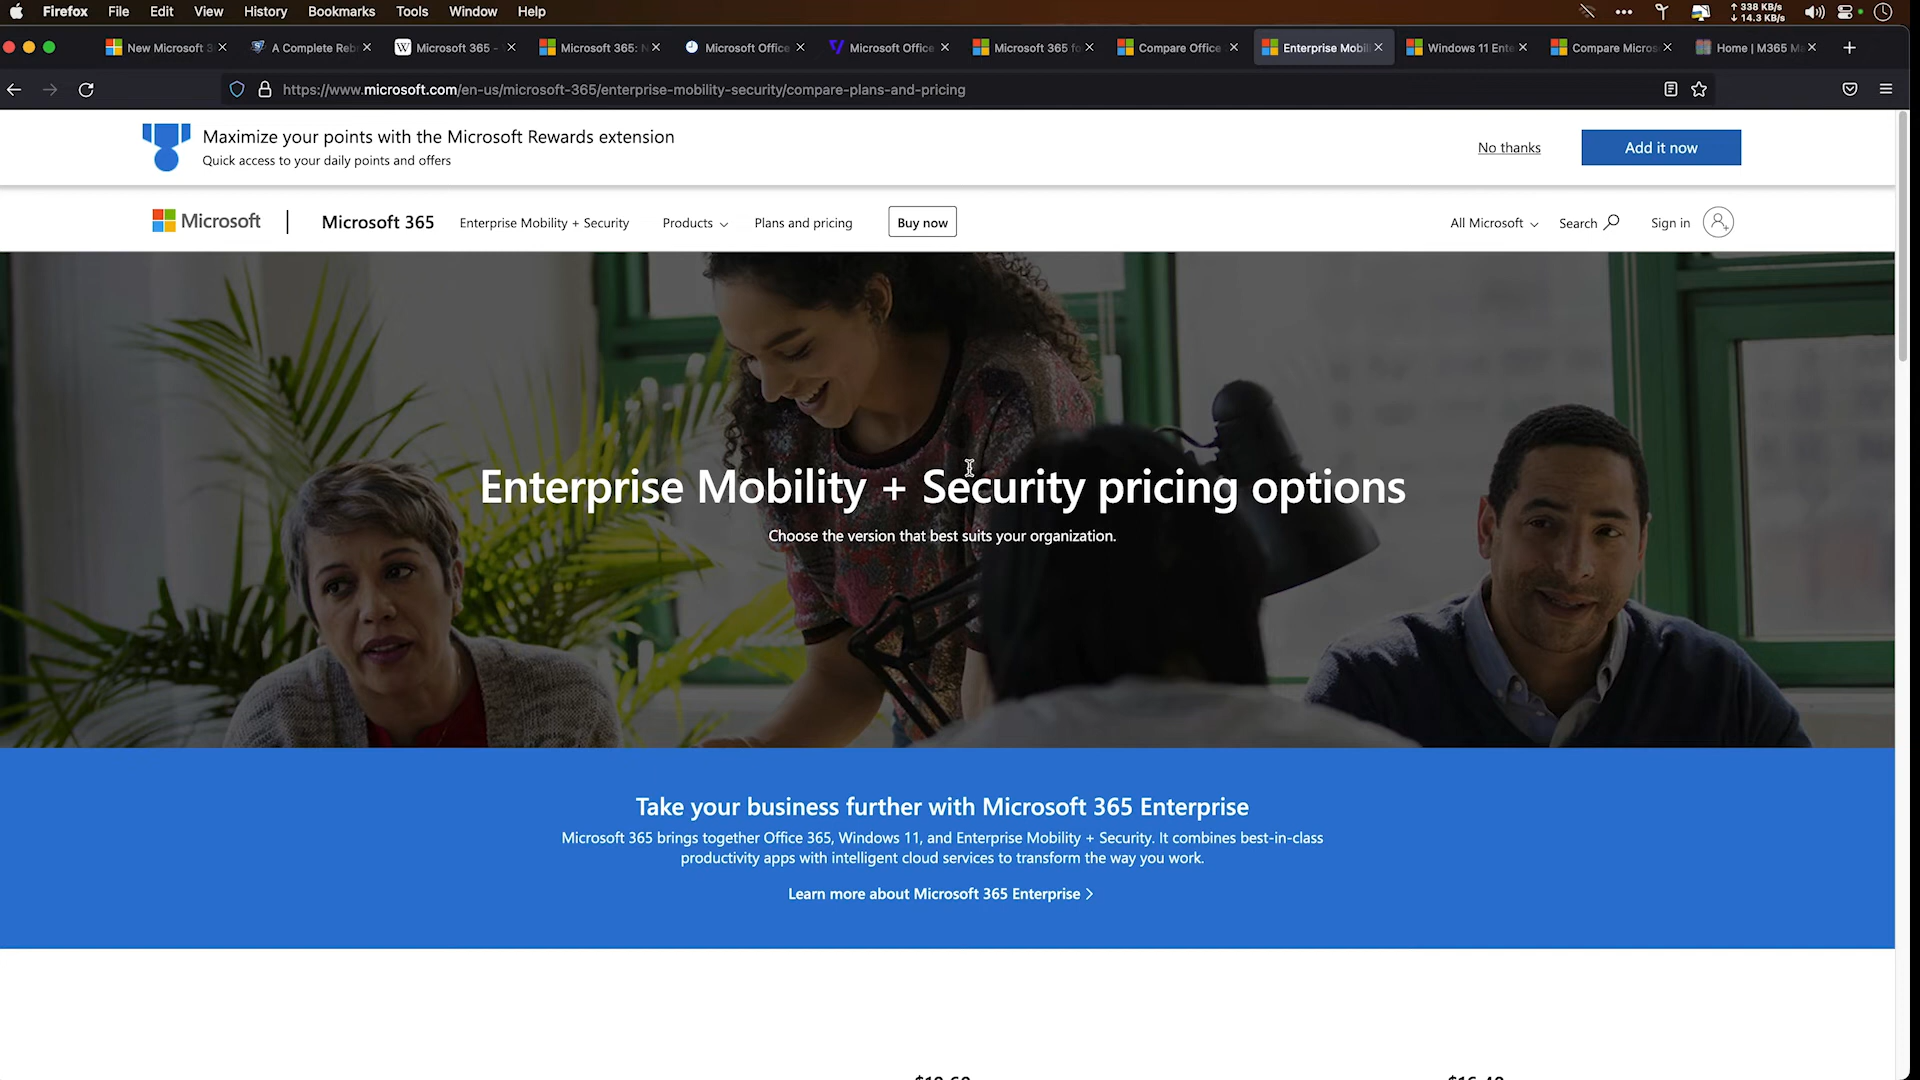 Firefox File Edit View History Bookmarks Tools Window Help
338 KB/s
14.3 KB/s
New Microsoft 3
A Complete Reb
Microsoft 365 -
Microsoft 365: N
Microsoft Office
Microsoft Office
Microsoft 365 fo
Compare Office
Enterprise Mobil
Windows 11 Ente
Compare Micros
Home | M365 Ma
https://www.microsoft.com/en-us/microsoft-365/enterprise-mobility-security/compare-plans-and-pricing
Maximize your points with the Microsoft Rewards extension
Quick access to your daily points and offers
No thanks
Add it now
Microsoft
Microsoft 365
Enterprise Mobility + Security
Products
Plans and pricing
Buy now
All Microsoft
Search
Sign in
Enterprise Mobility + Security pricing options
Choose the version that best suits your organization.
Take your business further with Microsoft 365 Enterprise
Microsoft 365 brings together Office 365, Windows 11, and Enterprise Mobility + Security. It combines best-in-class
productivity apps with intelligent cloud services to transform the way you work.
Learn more about Microsoft 365 Enterprise